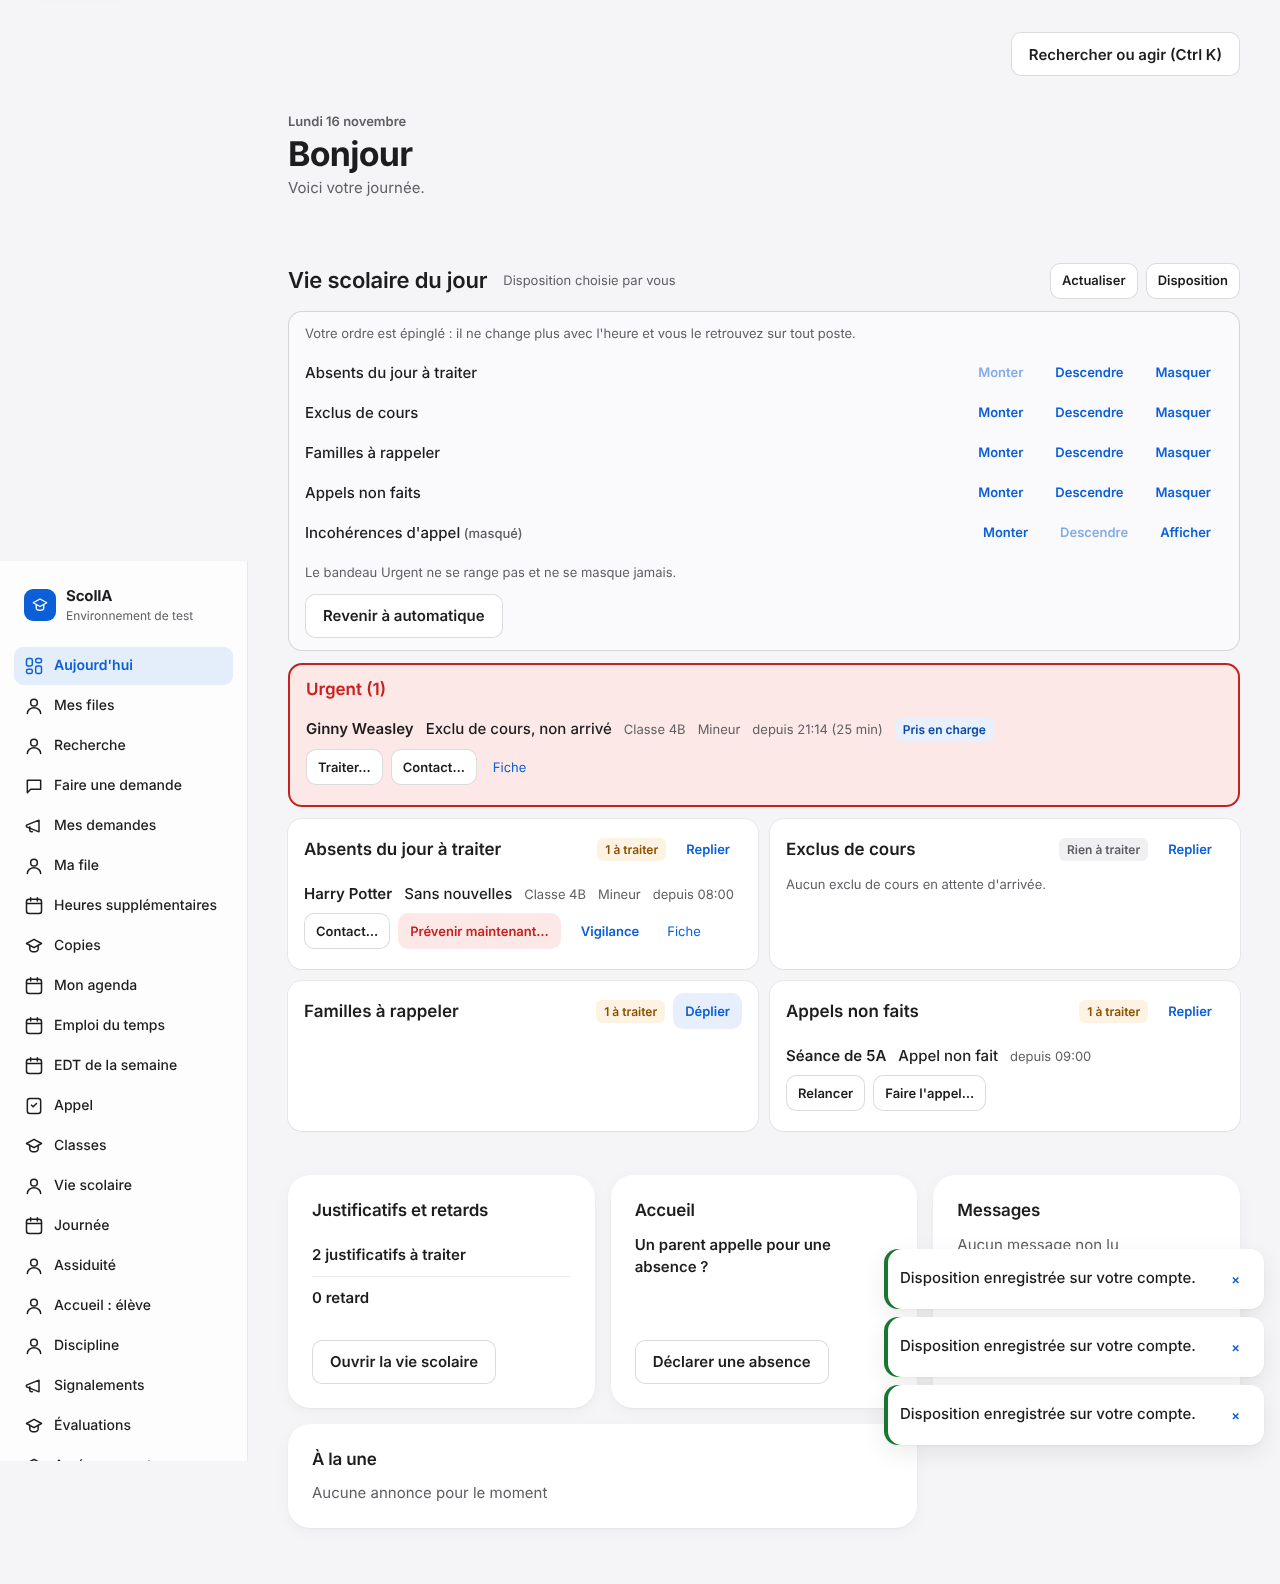 Rechercher ou agir (Ctrl K)
Lundi 16 novembre
Bonjour
Voici votre journée.
Vie scolaire du jour Disposition choisie par vous Actualiser Disposition
Votre ordre est épinglé : il ne change plus avec l'heure et vous le retrouvez sur tout poste.
Absents du jour à traiter Monter Descendre Masquer
Exclus de cours Monter Descendre Masquer
Familles à rappeler Monter Descendre Masquer
Appels non faits Monter Descendre Masquer
Incohérences d'appel (masqué) Monter Descendre Afficher
Le bandeau Urgent ne se range pas et ne se masque jamais.
Revenir à automatique
ScolIA
Environnement de test
Aujourd'hui
Mes files
Recherche
Faire une demande
Mes demandes
Ma file
Heures supplémentaires
Copies
Mon agenda
Emploi du temps
EDT de la semaine
Appel
Classes
Vie scolaire
Journée
Assiduité
Accueil : élève
Discipline
Signalements
Évaluations
Urgent (1)
Ginny Weasley Exclu de cours, non arrivé Classe 4B Mineur depuis 21:14 (25 min) Pris en charge
Traiter... Contact... Fiche
Absents du jour à traiter 1 à traiter Replier
Harry Potter Sans nouvelles Classe 4B Mineur depuis 08:00
Contact... Prévenir maintenant... Vigilance Fiche
Exclus de cours Rien à traiter Replier
Aucun exclu de cours en attente d'arrivée.
Familles à rappeler 1 à traiter Déplier
Appels non faits 1 à traiter Replier
Séance de 5A Appel non fait depuis 09:00
Relancer Faire l'appel...
Justificatifs et retards
2 justificatifs à traiter
0 retard
Ouvrir la vie scolaire
Accueil
Un parent appelle pour une
absence ?
Déclarer une absence
Messages
Aucun message non lu
Disposition enregistrée sur votre compte. ×
Disposition enregistrée sur votre compte. ×
Disposition enregistrée sur votre compte. ×
À la une
Aucune annonce pour le moment